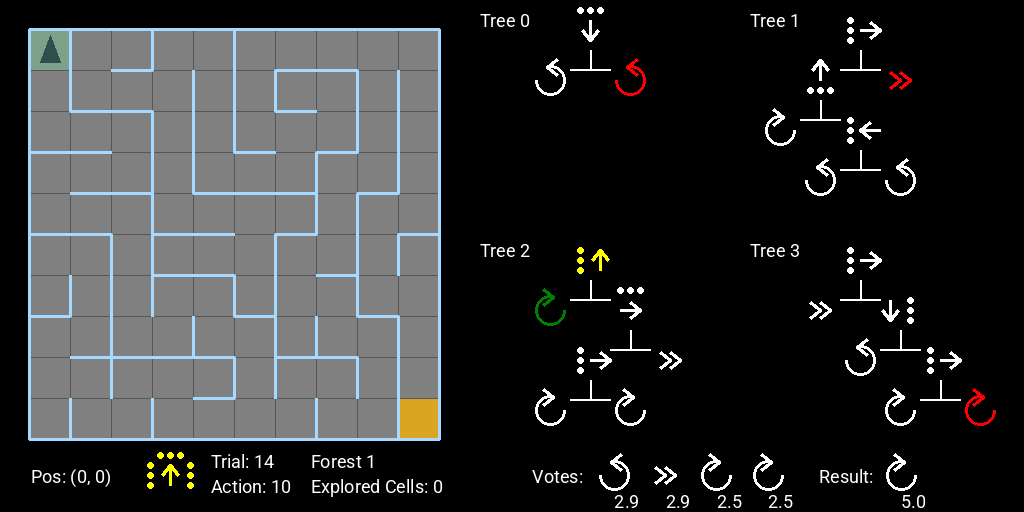 Tree 0
Tree 1
Tree 2
Tree 3
Pos: (0, 0)
Trial: 14
Forest 1
Action: 10
Explored Cells: 0
Votes:
2.9
2.9
2.5
2.5
Result:
5.0